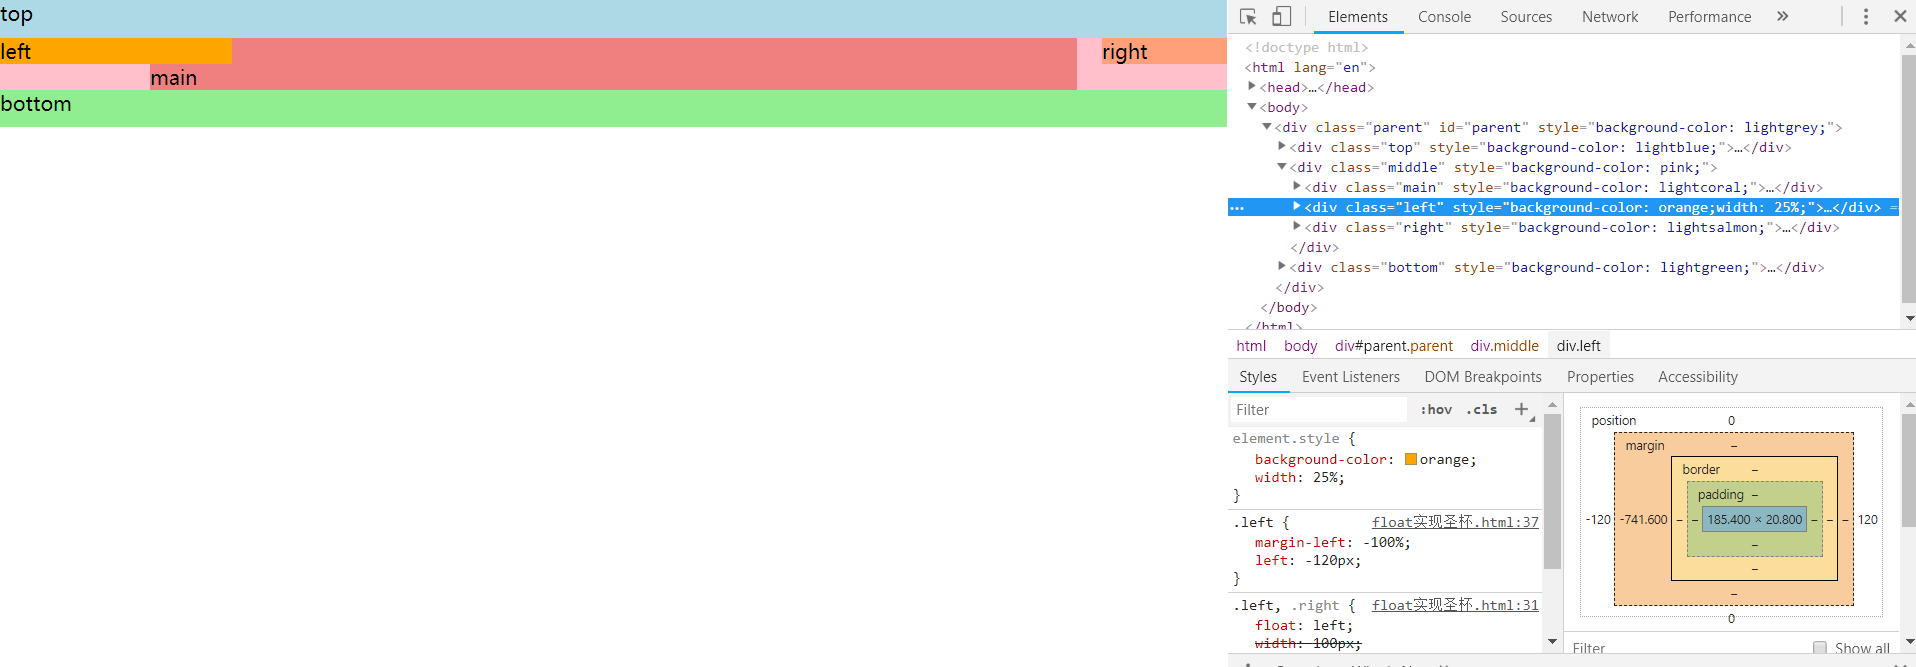 top
left
right
main
bottom
Elements Console Sources Network Performance »
<!doctype html>
<html lang="en">
<head>…</head>
<body>
<div class="parent" id="parent" style="background-color: lightgrey;">
<div class="top" style="background-color: lightblue;">…</div>
<div class="middle" style="background-color: pink;">
<div class="main" style="background-color: lightcoral;">…</div>
… <div class="left" style="background-color: orange;width: 25%;">…</div> =
<div class="right" style="background-color: lightsalmon;">…</div>
</div>
<div class="bottom" style="background-color: lightgreen;">…</div>
</div>
</body>
</html>
html body div#parent.parent div.middle div.left
Styles Event Listeners DOM Breakpoints Properties Accessibility
Filter :hov .cls +
element.style {
background-color: orange;
width: 25%;
}
.left { float实现圣杯.html:37
margin-left: -100%;
left: -120px;
}
.left, .right { float实现圣杯.html:31
float: left;
width: 100px;
position 0
margin –
border –
padding –
-120 -741.600 – – 185.400 × 20.800 – – – 120
–
–
–
0
Filter Show all